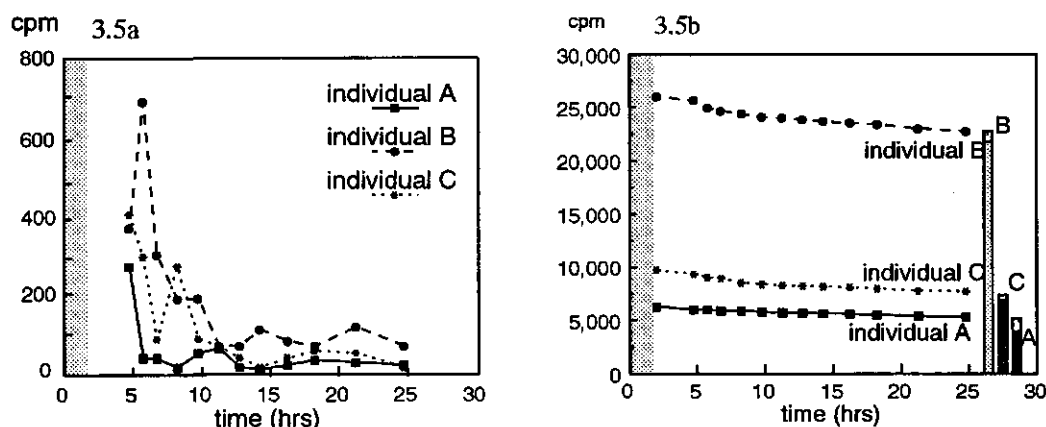 cpm 3.5a
800
600
400
200
0
0 5 10 15 20 25 30
time (hrs)
individual A
individual B
individual C
cpm 3.5b
30,000
25,000
20,000
15,000
10,000
5,000
0
0 5 10 15 20 25 30
time (hrs)
individual B
individual C
individual A
B
C
A